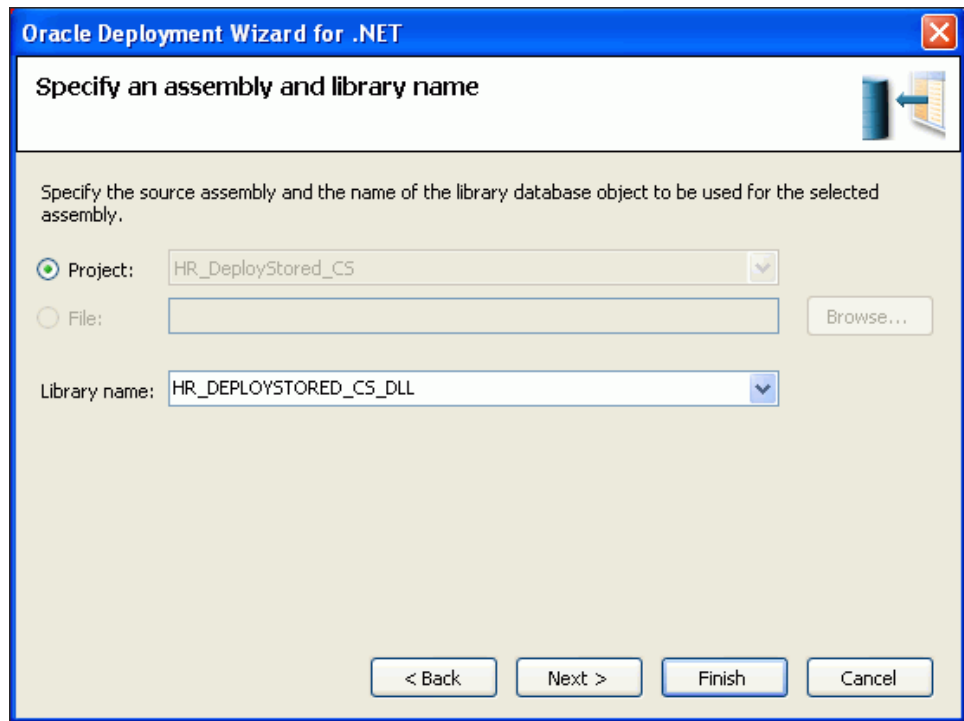 Oracle Deployment Wizard for .NET
Specify an assembly and library name
Specify the source assembly and the name of the library database object to be used for the selected
assembly.
Project: HR_DeployStored_CS
File: Browse...
Library name: HR_DEPLOYSTORED_CS_DLL
< Back Next > Finish Cancel